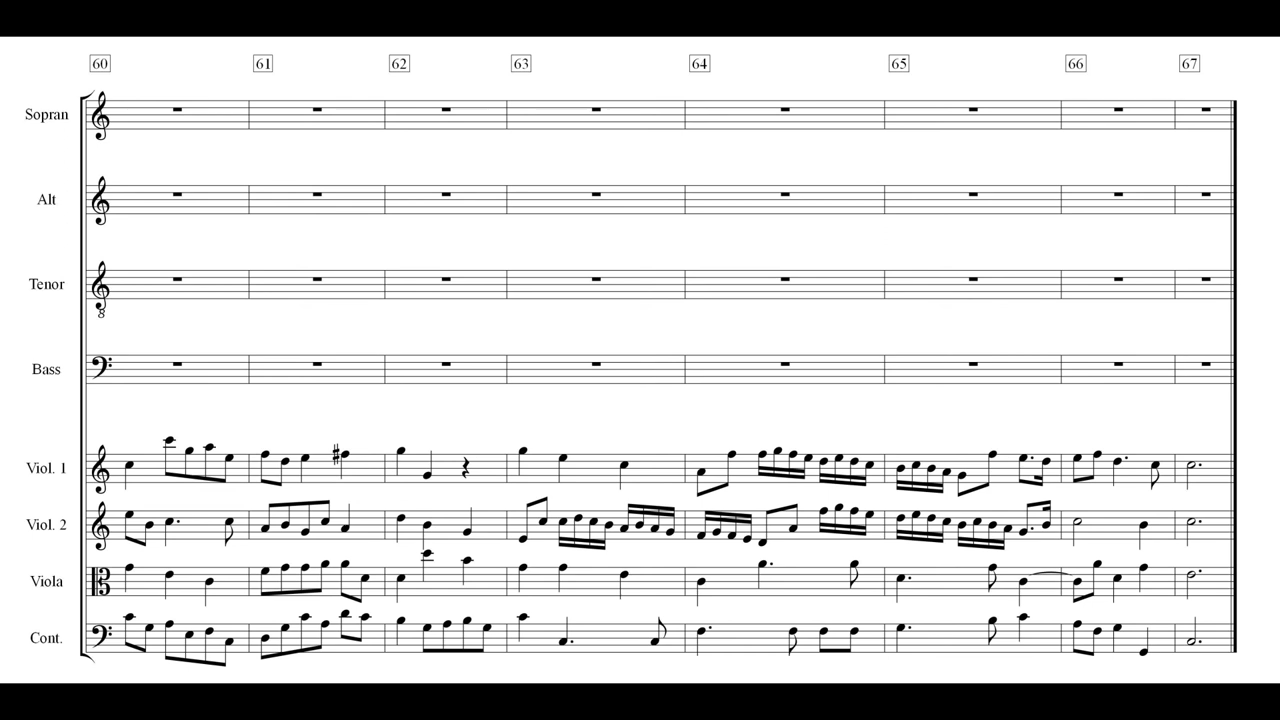 60 61 62 63 64 65 66 67
Sopran
Alt
Tenor
8
Bass
Viol. 1
Viol. 2
Viola
Cont.